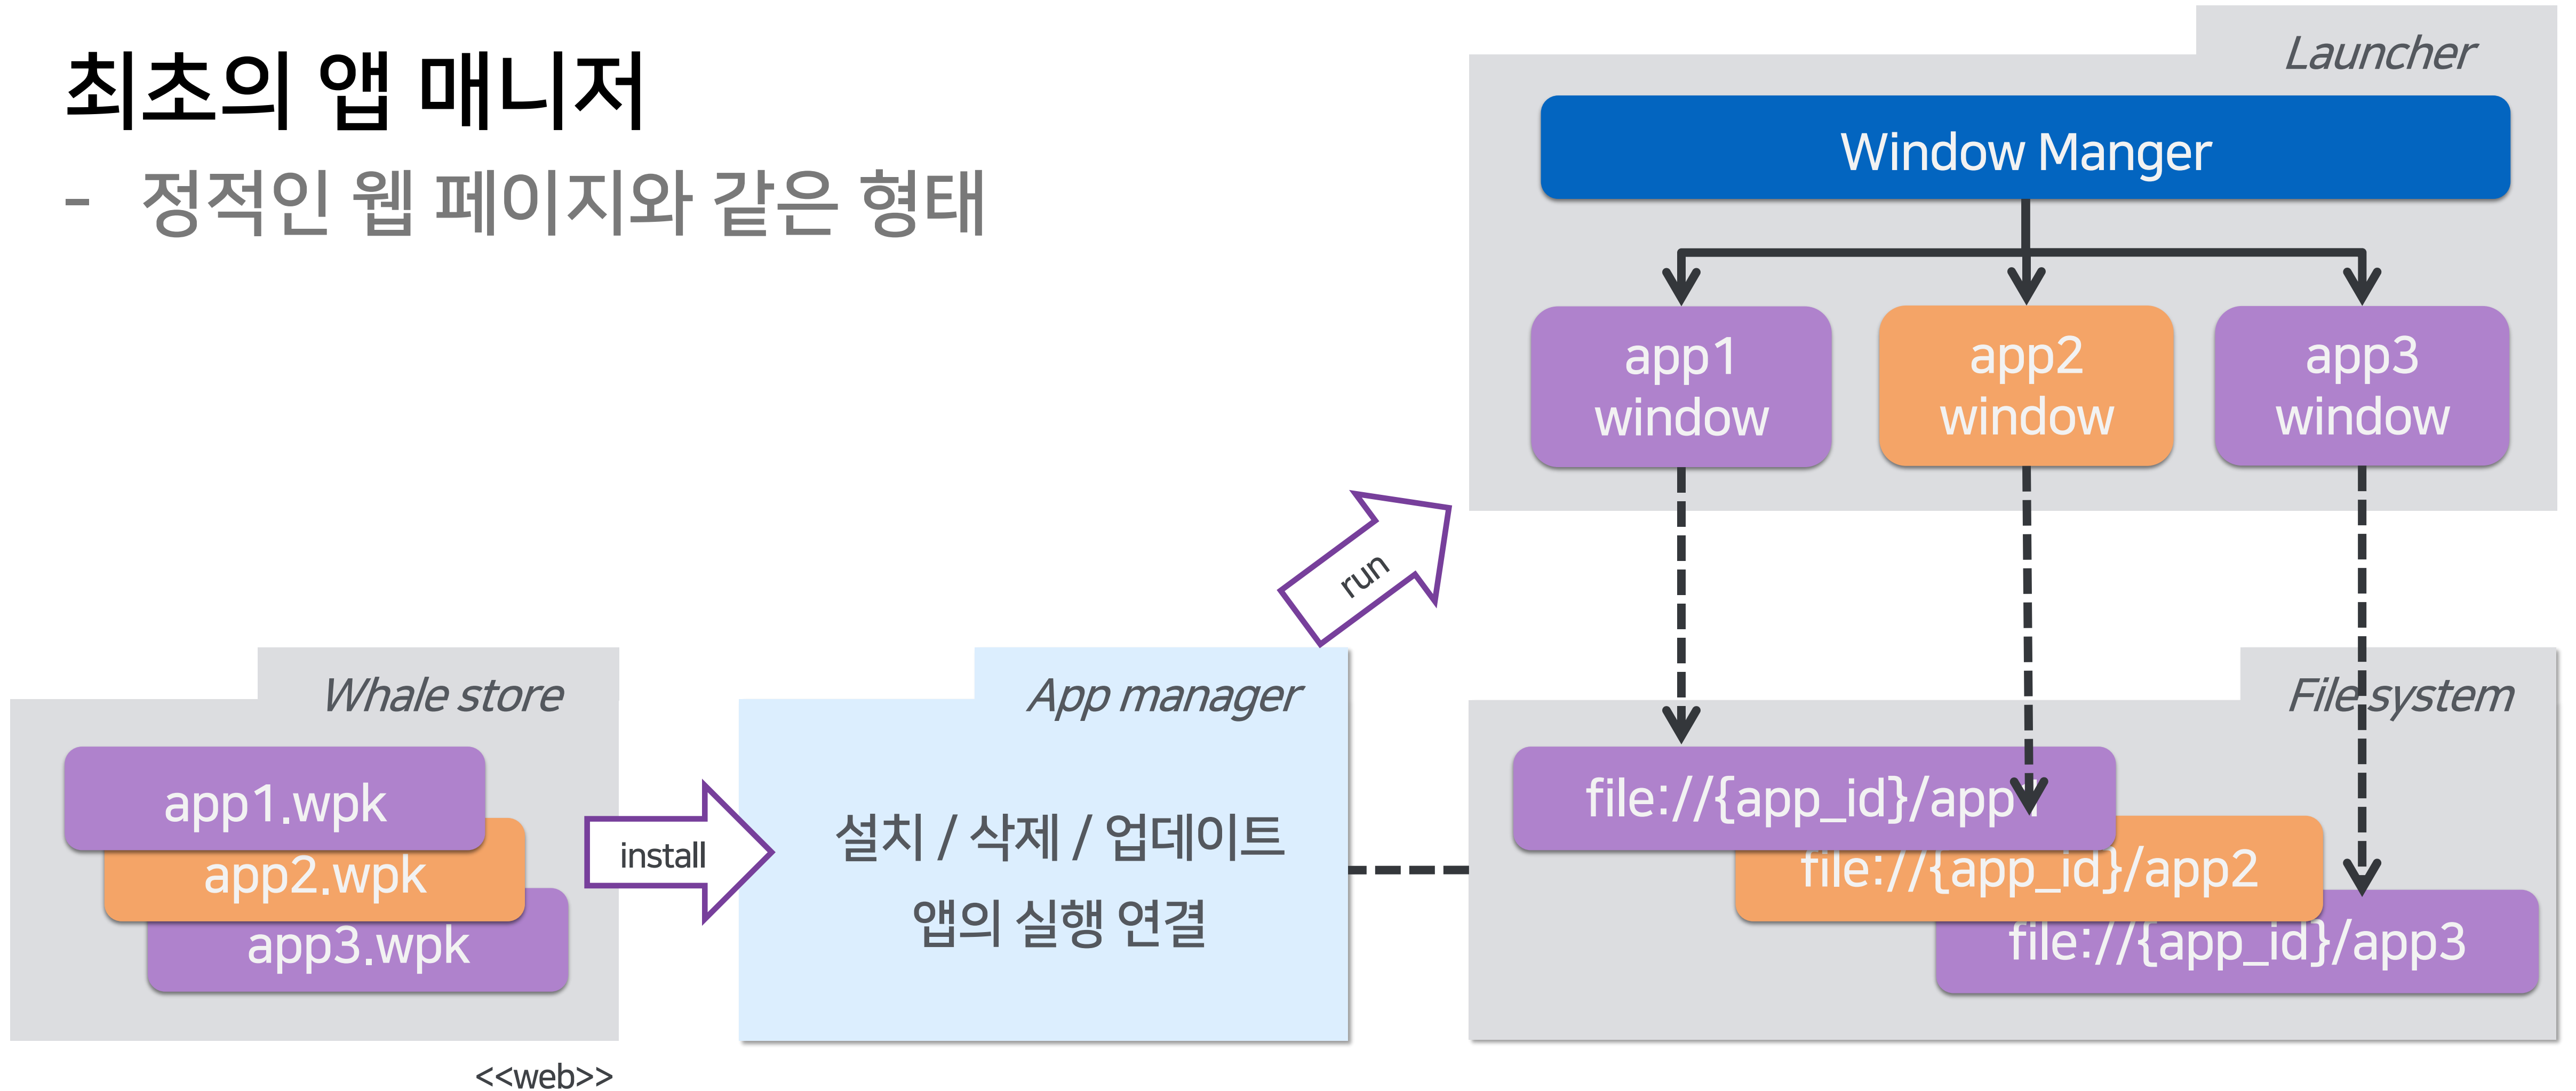 최초의 앱 매니저
- 정적인 웹 페이지와 같은 형태
Launcher
Window Manger
app1
window
app2
window
app3
window
run
Whale store
app1.wpk
app2.wpk
app3.wpk
<<web>>
install
App manager
설치 / 삭제 / 업데이트
앱의 실행 연결
File system
file://{app_id}/app1
file://{app_id}/app2
file://{app_id}/app3